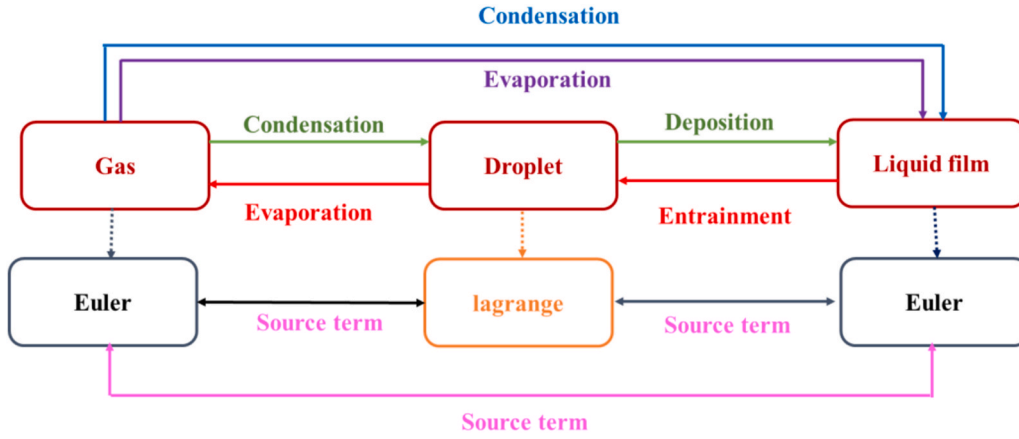 Condensation
Evaporation
Condensation
Deposition
Gas
Droplet
Liquid film
Evaporation
Entrainment
Euler
lagrange
Euler
Source term
Source term
Source term